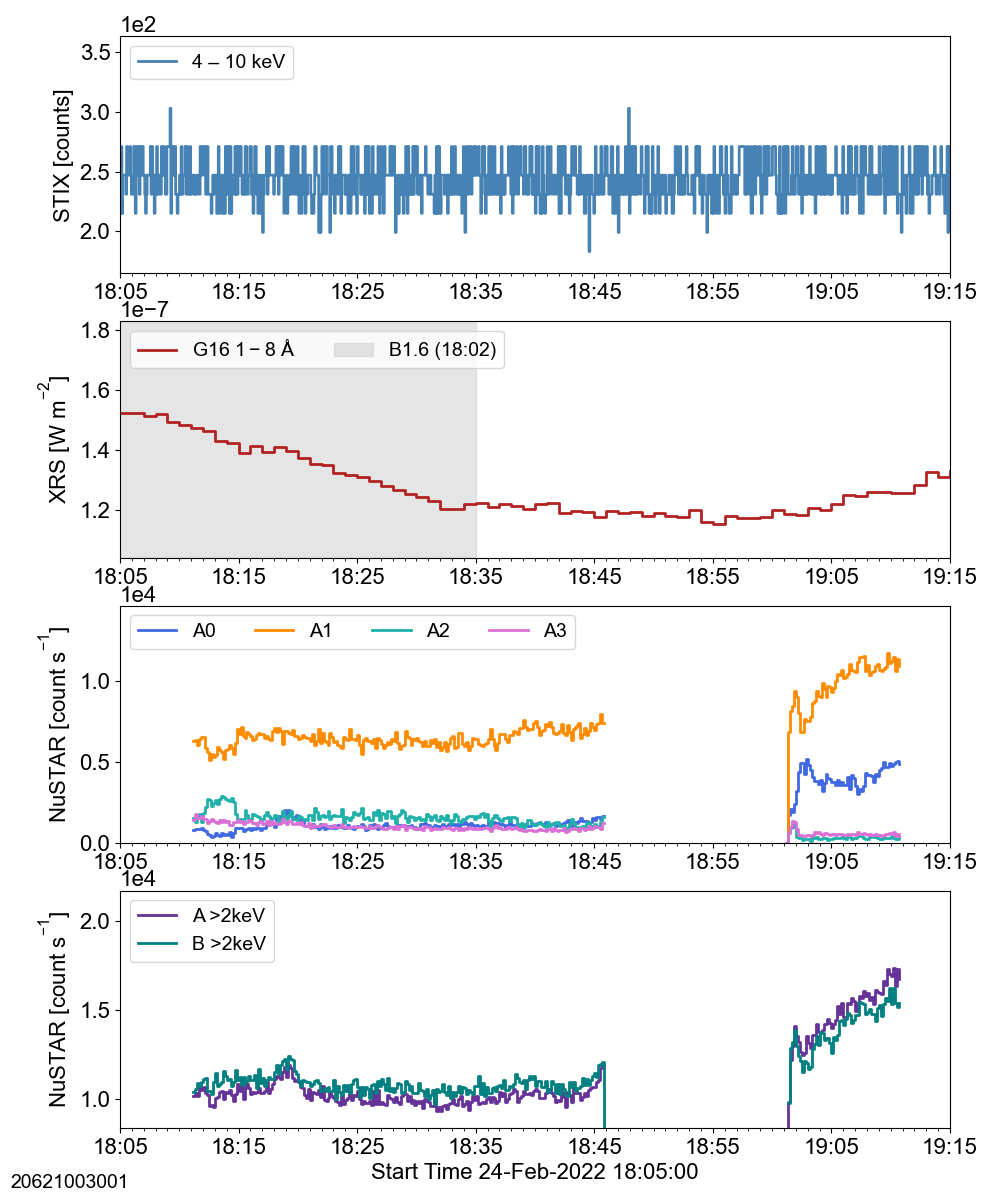 1e2
4 – 10 keV
STIX [counts]
3.5
3.0
2.5
2.0
18:05 18:15 18:25 18:35 18:45 18:55 19:05 19:15
1e−7
G16 1 − 8 Å B1.6 (18:02)
XRS [W m⁻²]
1.8
1.6
1.4
1.2
18:05 18:15 18:25 18:35 18:45 18:55 19:05 19:15
1e4
A0 A1 A2 A3
NuSTAR [count s⁻¹]
1.0
0.5
0.0
18:05 18:15 18:25 18:35 18:45 18:55 19:05 19:15
1e4
A >2keV
B >2keV
NuSTAR [count s⁻¹]
2.0
1.5
1.0
18:05 18:15 18:25 18:35 18:45 18:55 19:05 19:15
Start Time 24-Feb-2022 18:05:00
20621003001